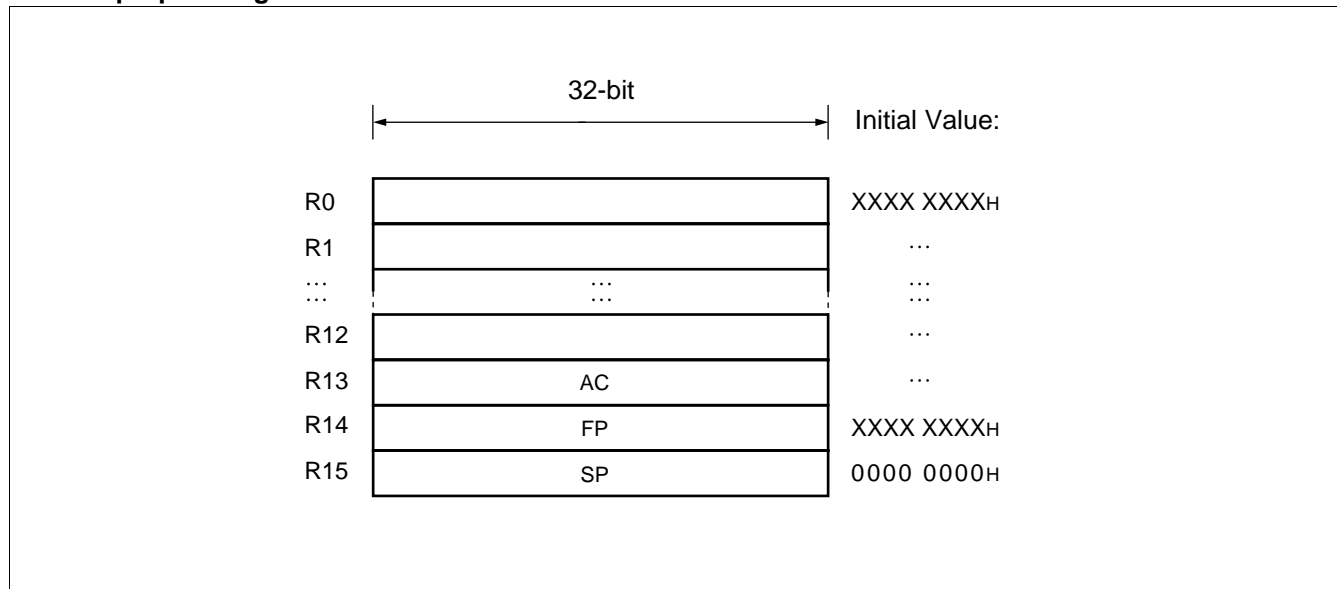 32-bit
Initial Value:
R0 XXXX XXXXH
R1 ...
... ... ...
... ... ...
R12 ...
R13 AC ...
R14 FP XXXX XXXXH
R15 SP 0000 0000H